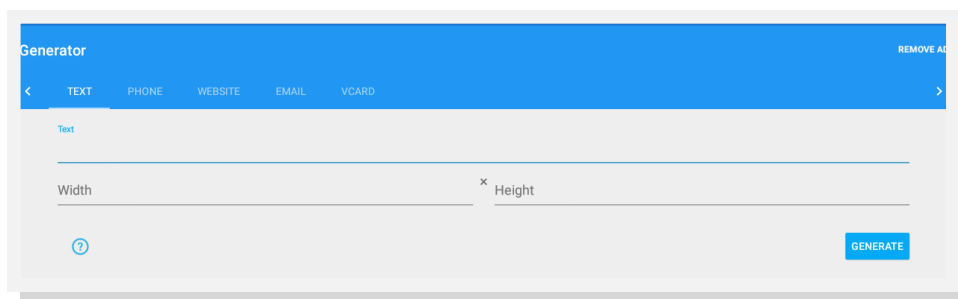 Generator
REMOVE AD
TEXT PHONE WEBSITE EMAIL VCARD
Text
Width × Height
? GENERATE